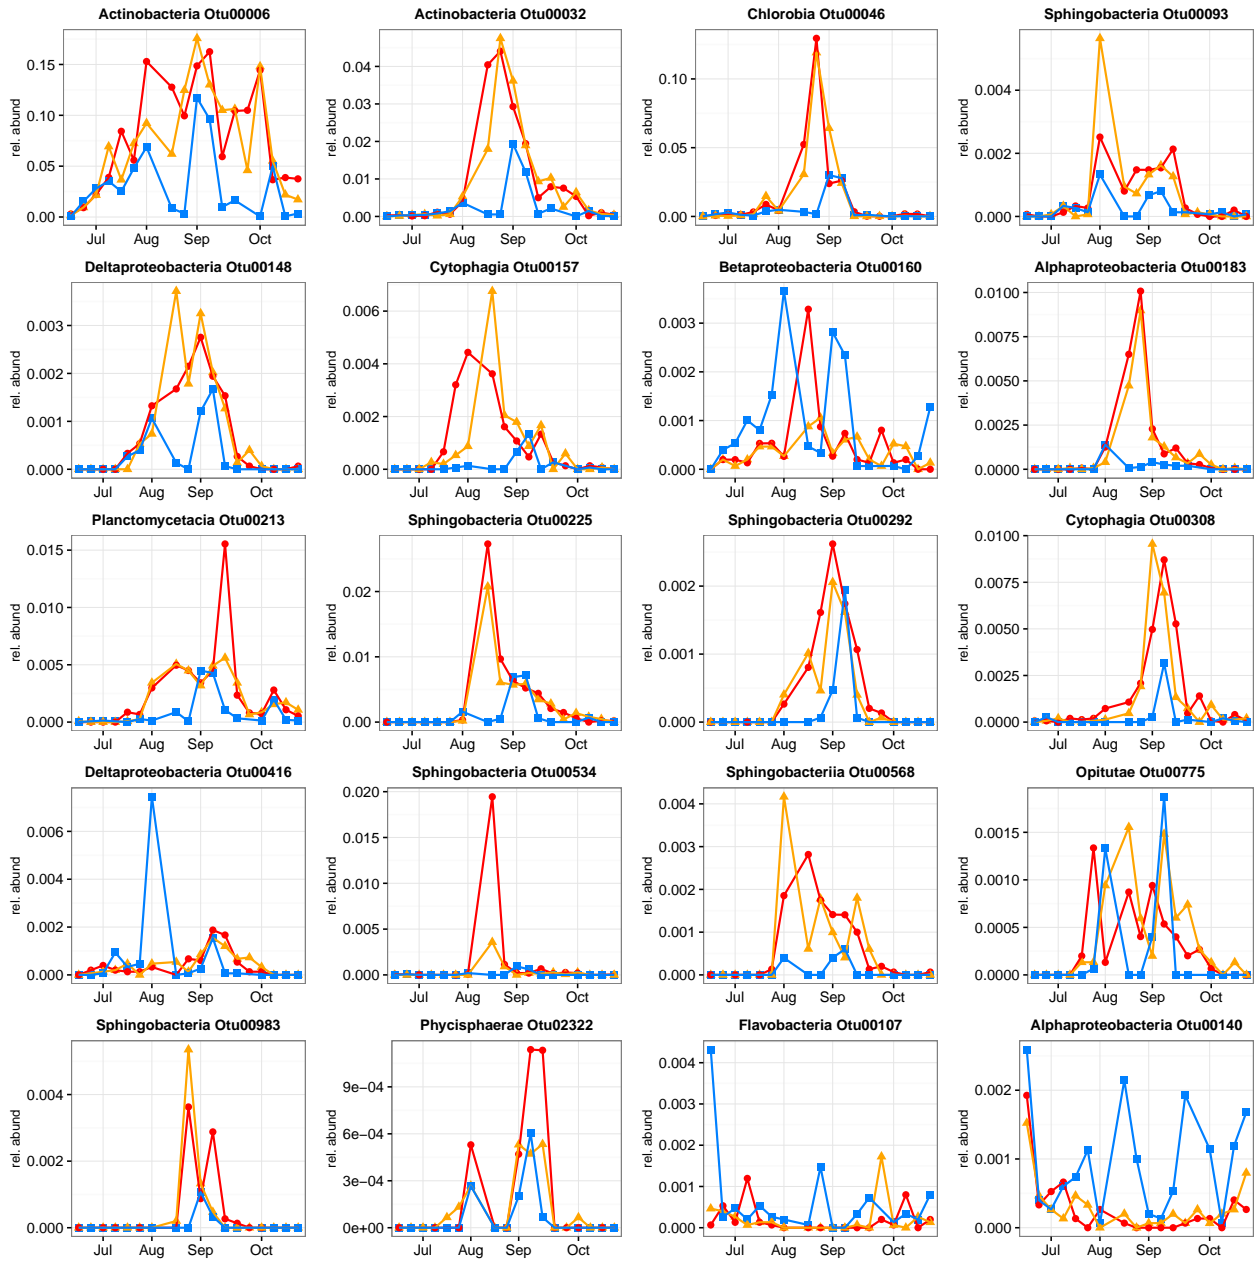 Actinobacteria Otu00006
rel. abund
0.15
0.10
0.05
0.00
Jul Aug Sep Oct
Actinobacteria Otu00032
rel. abund
0.04
0.03
0.02
0.01
0.00
Jul Aug Sep Oct
Chlorobia Otu00046
rel. abund
0.10
0.05
0.00
Jul Aug Sep Oct
Sphingobacteria Otu00093
rel. abund
0.004
0.002
0.000
Jul Aug Sep Oct
Deltaproteobacteria Otu00148
rel. abund
0.003
0.002
0.001
0.000
Jul Aug Sep Oct
Cytophagia Otu00157
rel. abund
0.006
0.004
0.002
0.000
Jul Aug Sep Oct
Betaproteobacteria Otu00160
rel. abund
0.003
0.002
0.001
0.000
Jul Aug Sep Oct
Alphaproteobacteria Otu00183
rel. abund
0.0100
0.0075
0.0050
0.0025
0.0000
Jul Aug Sep Oct
Planctomycetacia Otu00213
rel. abund
0.015
0.010
0.005
0.000
Jul Aug Sep Oct
Sphingobacteria Otu00225
rel. abund
0.02
0.01
0.00
Jul Aug Sep Oct
Sphingobacteria Otu00292
rel. abund
0.002
0.001
0.000
Jul Aug Sep Oct
Cytophagia Otu00308
rel. abund
0.0100
0.0075
0.0050
0.0025
0.0000
Jul Aug Sep Oct
Deltaproteobacteria Otu00416
rel. abund
0.006
0.004
0.002
0.000
Jul Aug Sep Oct
Sphingobacteria Otu00534
rel. abund
0.020
0.015
0.010
0.005
0.000
Jul Aug Sep Oct
Sphingobacteriia Otu00568
rel. abund
0.004
0.003
0.002
0.001
0.000
Jul Aug Sep Oct
Opitutae Otu00775
rel. abund
0.0015
0.0010
0.0005
0.0000
Jul Aug Sep Oct
Sphingobacteria Otu00983
rel. abund
0.004
0.002
0.000
Jul Aug Sep Oct
Phycisphaerae Otu02322
rel. abund
9e−04
6e−04
3e−04
0e+00
Jul Aug Sep Oct
Flavobacteria Otu00107
rel. abund
0.004
0.003
0.002
0.001
0.000
Jul Aug Sep Oct
Alphaproteobacteria Otu00140
rel. abund
0.002
0.001
0.000
Jul Aug Sep Oct